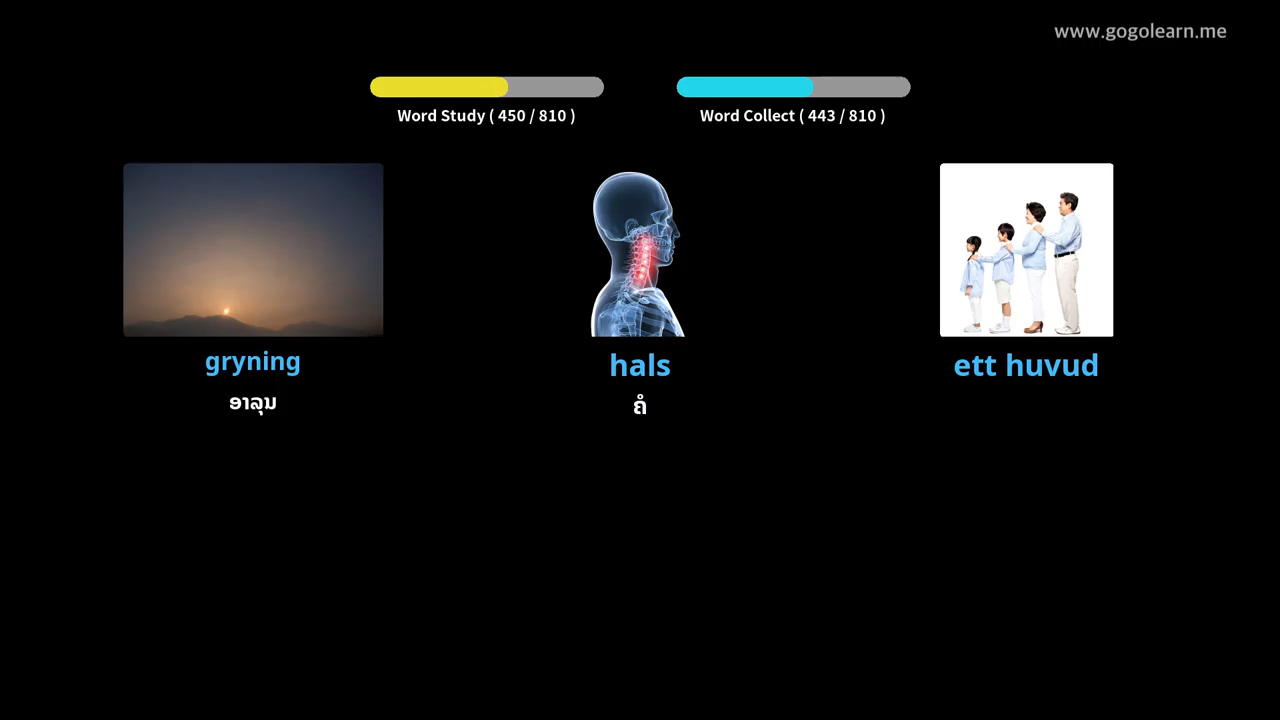 www.gogolearn.me
Word Study ( 450 / 810 )
Word Collect ( 443 / 810 )
gryning
hals
ett huvud
ອາລຸນ
ຄໍ